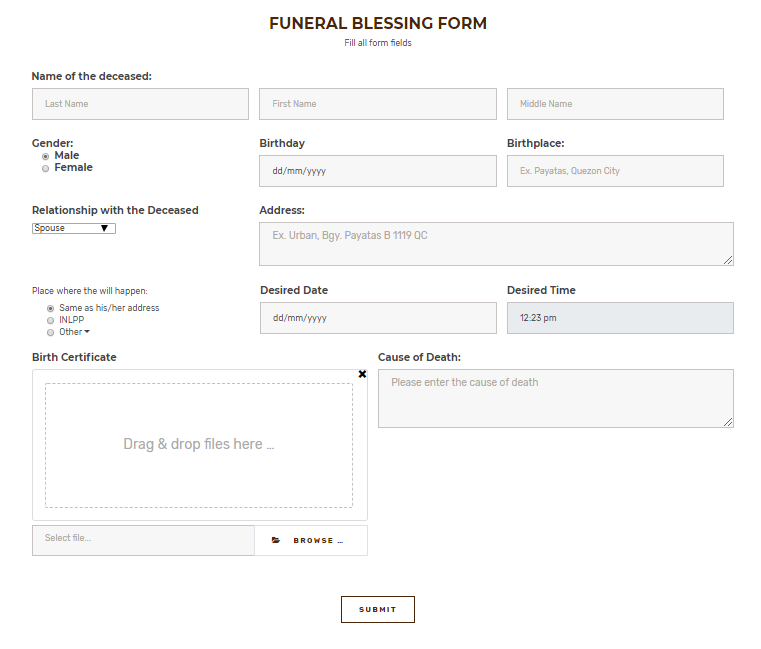 FUNERAL BLESSING FORM
Fill all form fields
Name of the deceased:
Last Name First Name Middle Name
Gender: Birthday Birthplace:
Male
Female
dd/mm/yyyy Ex. Payatas, Quezon City
Relationship with the Deceased Address:
Spouse
Ex. Urban, Bgy. Payatas B 1119 QC
Place where the will happen: Desired Date Desired Time
Same as his/her address
INLPP
Other
dd/mm/yyyy 12:23 pm
Birth Certificate Cause of Death:
Please enter the cause of death
Drag & drop files here ...
Select file... BROWSE ...
SUBMIT